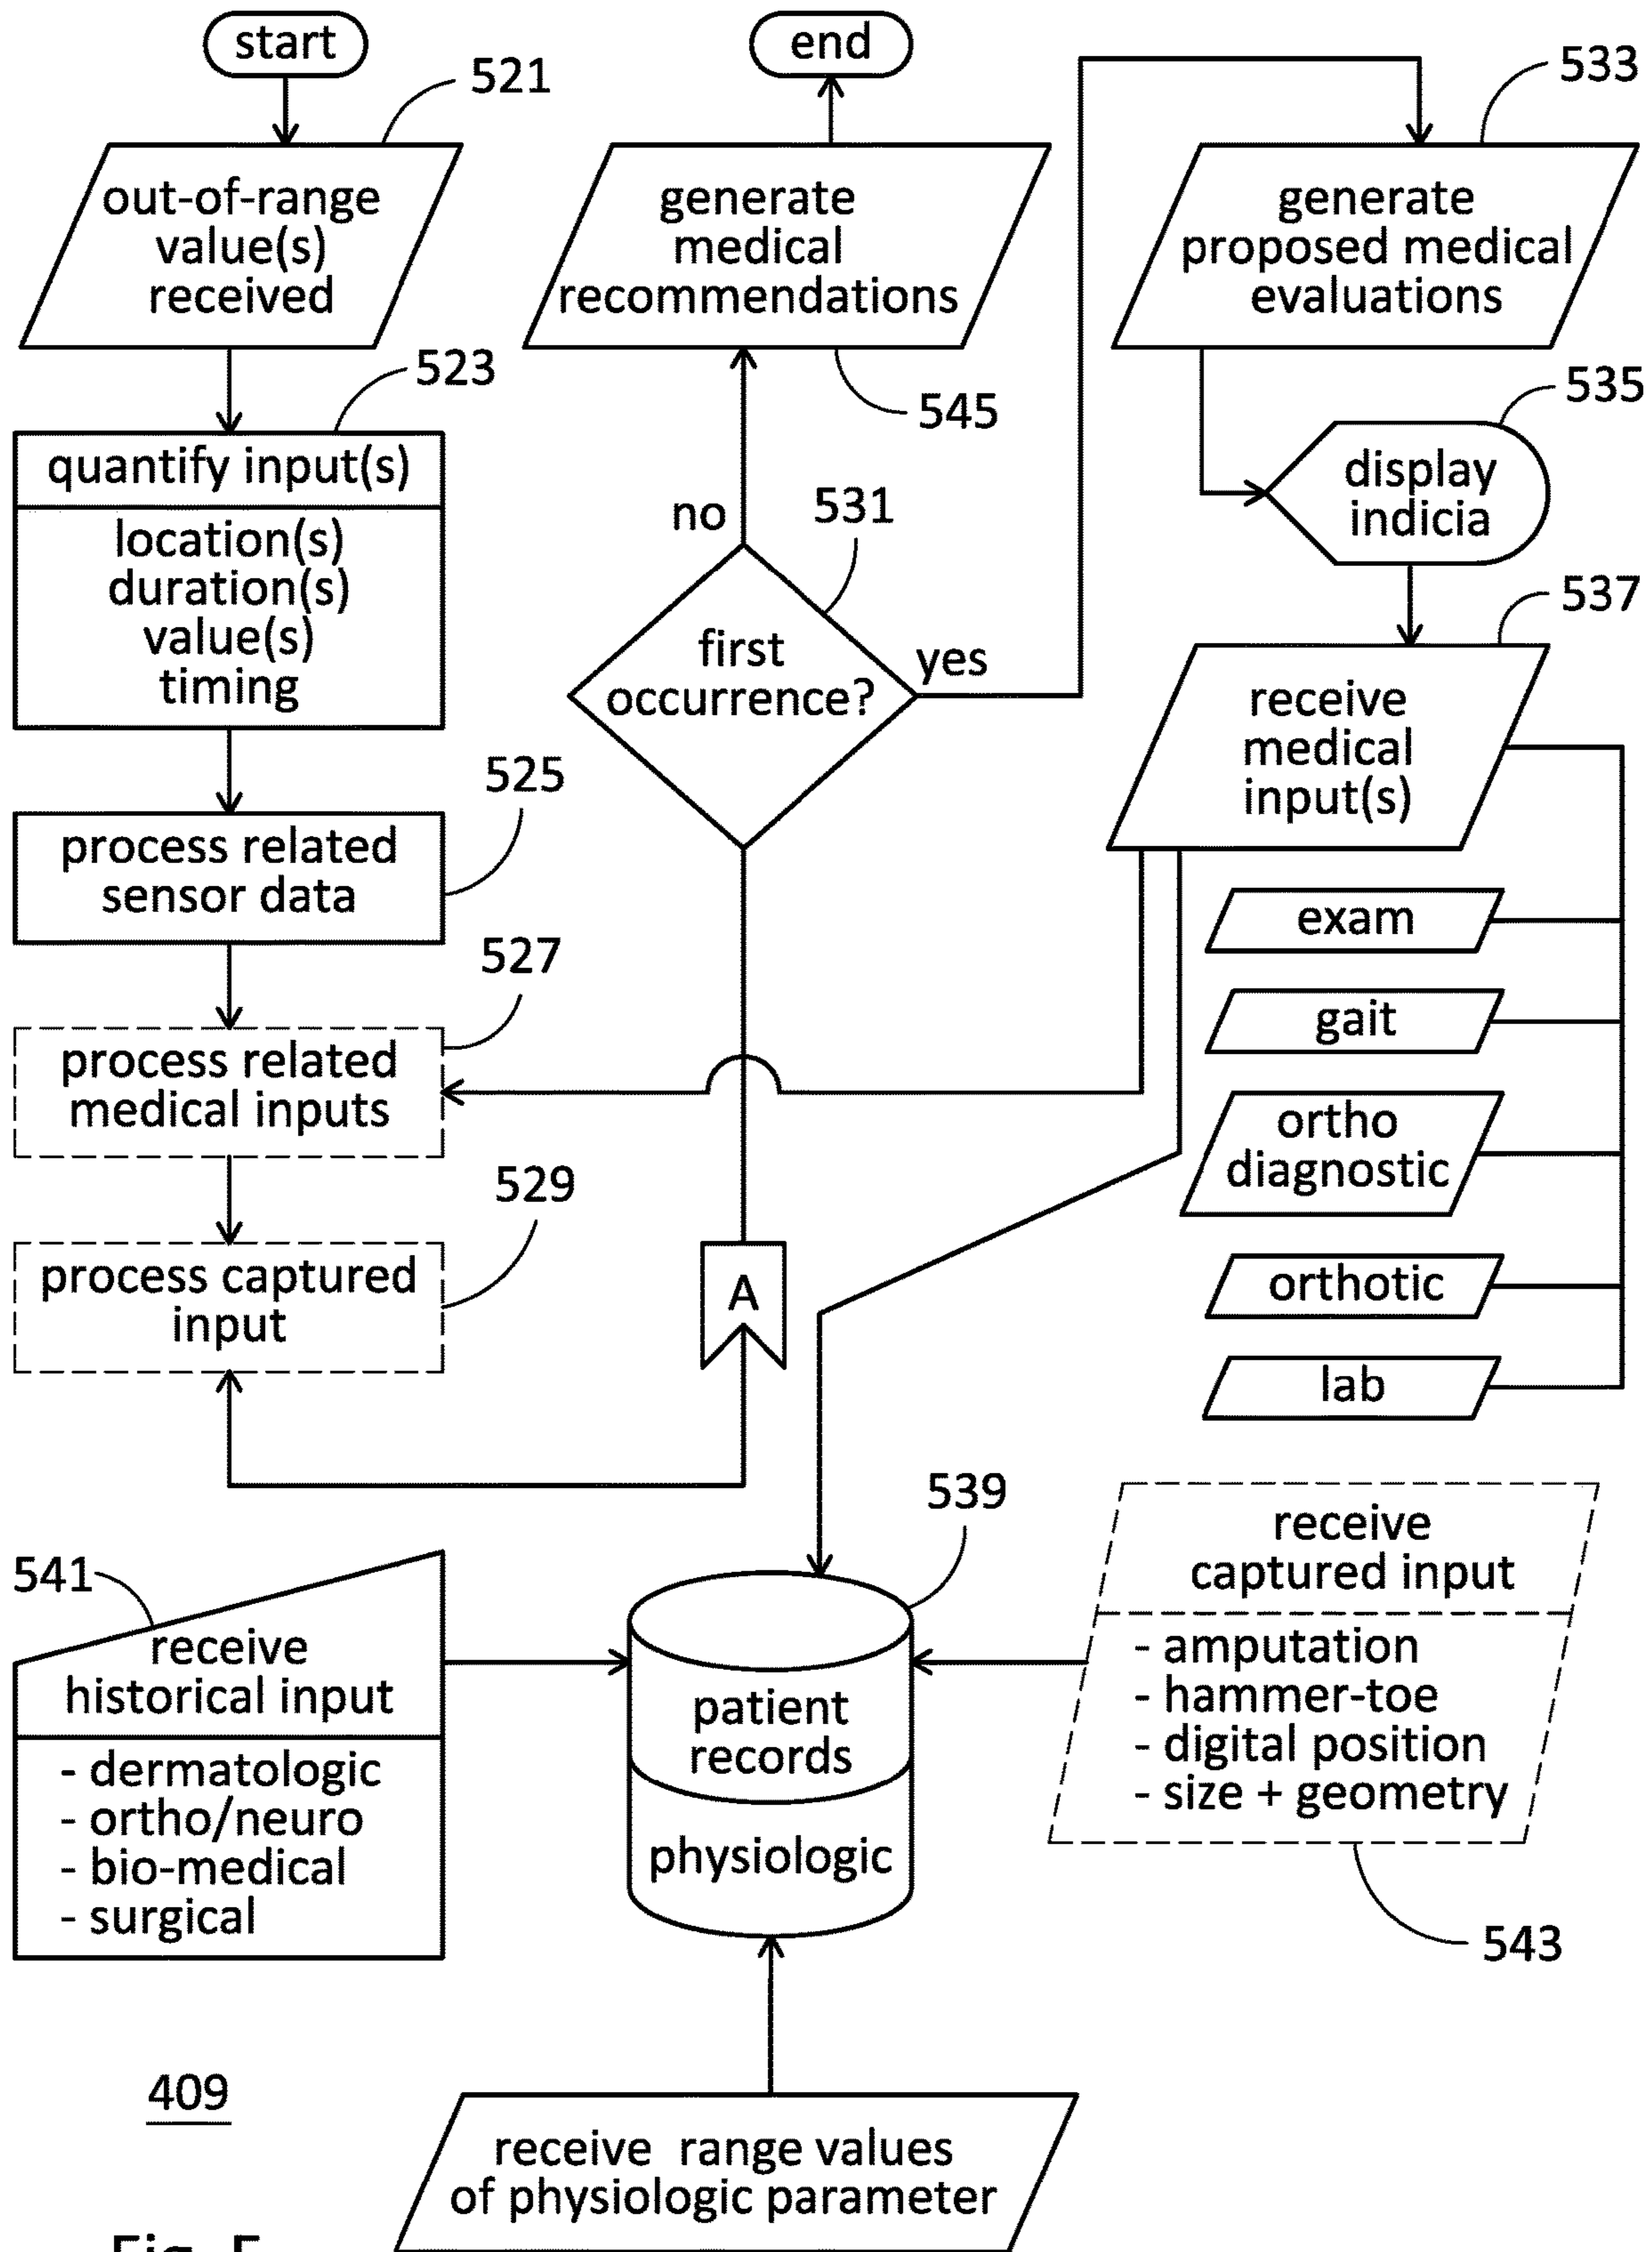 start
521
out-of-range
value(s)
received
523
quantify input(s)
location(s)
duration(s)
value(s)
timing
525
process related
sensor data
527
process related
medical inputs
529
process captured
input
end
generate
medical
recommendations
545
no
531
first
occurrence?
yes
A
533
generate
proposed medical
evaluations
535
display
indicia
537
receive
medical
input(s)
exam
gait
ortho
diagnostic
orthotic
lab
541
receive
historical input
- dermatologic
- ortho/neuro
- bio-medical
- surgical
539
patient
records
physiologic
receive
captured input
- amputation
- hammer-toe
- digital position
- size + geometry
543
409
receive range values
of physiologic parameter